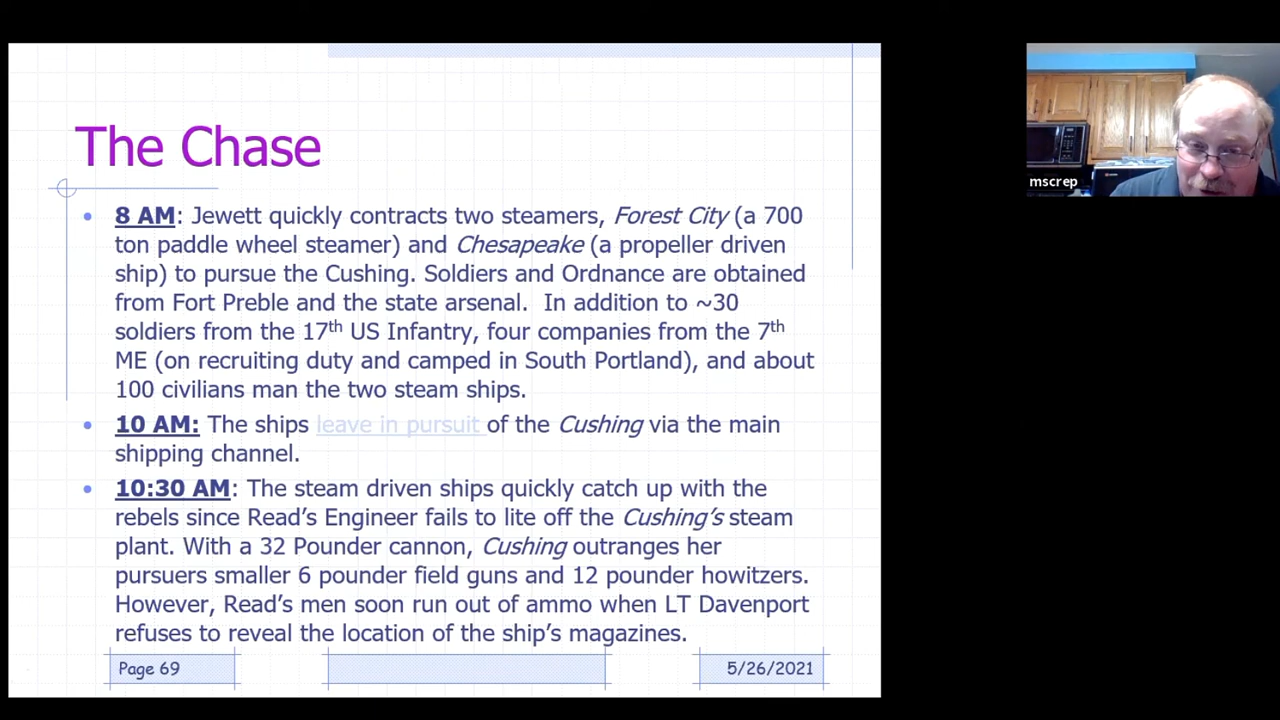 The Chase
8 AM: Jewett quickly contracts two steamers, Forest City (a 700
ton paddle wheel steamer) and Chesapeake (a propeller driven
ship) to pursue the Cushing. Soldiers and Ordnance are obtained
from Fort Preble and the state arsenal. In addition to ~30
soldiers from the 17th US Infantry, four companies from the 7th
ME (on recruiting duty and camped in South Portland), and about
100 civilians man the two steam ships.
10 AM: The ships leave in pursuit of the Cushing via the main
shipping channel.
10:30 AM: The steam driven ships quickly catch up with the
rebels since Read's Engineer fails to lite off the Cushing's steam
plant. With a 32 Pounder cannon, Cushing outranges her
pursuers smaller 6 pounder field guns and 12 pounder howitzers.
However, Read's men soon run out of ammo when LT Davenport
refuses to reveal the location of the ship's magazines.
Page 69
5/26/2021
mscrep